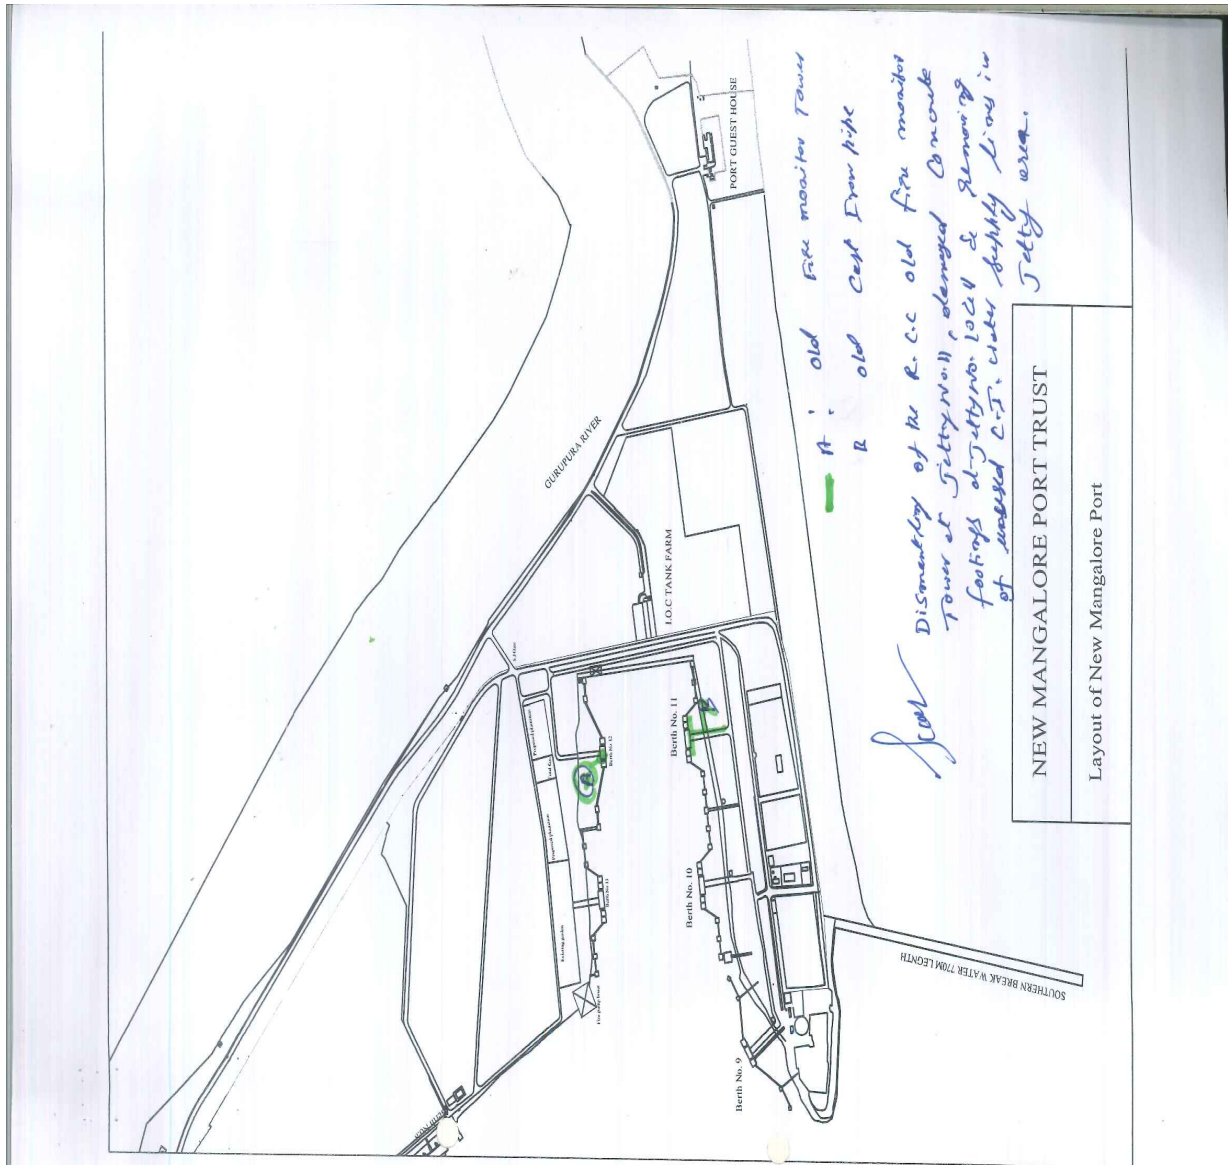 A : Old Fire monitor Tower
B : Old Cast Iron pipe
Dismantling of the R.C.C old fire monitor
Tower at Jetty No.11, damaged Concrete
footings at Jetty No. 10&11 & Removing
of unused C.I. water supply lines in
Jetty area.
NEW MANGALORE PORT TRUST
Layout of New Mangalore Port
PORT GUEST HOUSE
GURUPURA RIVER
I.O.C TANK FARM
Berth No. 12
Berth No. 11
B
A
Berth No. 10
Existing garden
Berth No. 9
SOUTHERN BREAK WATER 770M LEGNTH